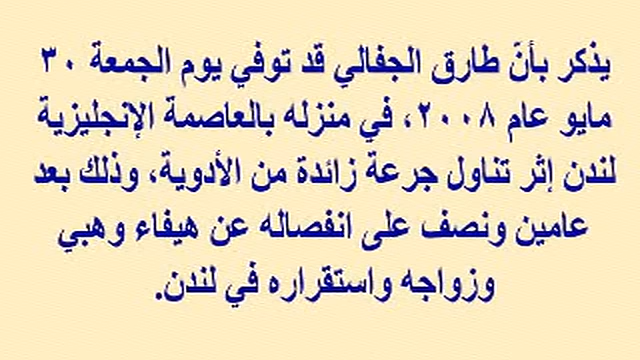 يذكر بأنّ طارق الجفالي قد توفي يوم الجمعة ٣٠
مايو عام ٢٠٠٨، في منزله بالعاصمة الإنجليزية
لندن إثر تناول جرعة زائدة من الأدوية، وذلك بعد
عامين ونصف على انفصاله عن هيفاء وهبي
وزواجه واستقراره في لندن.